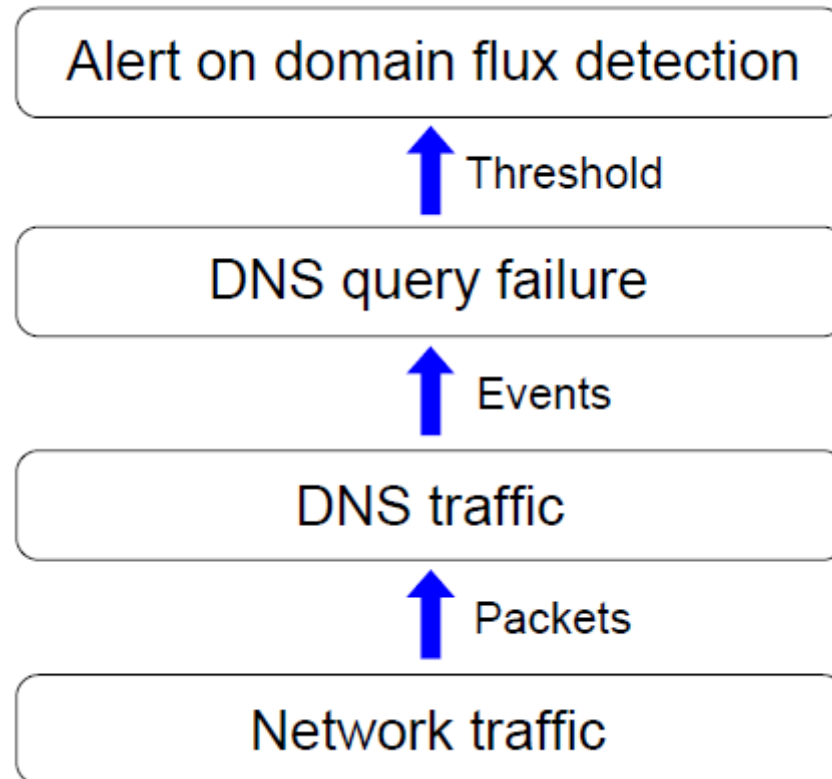 Alert on domain flux detection
Threshold
DNS query failure
Events
DNS traffic
Packets
Network traffic